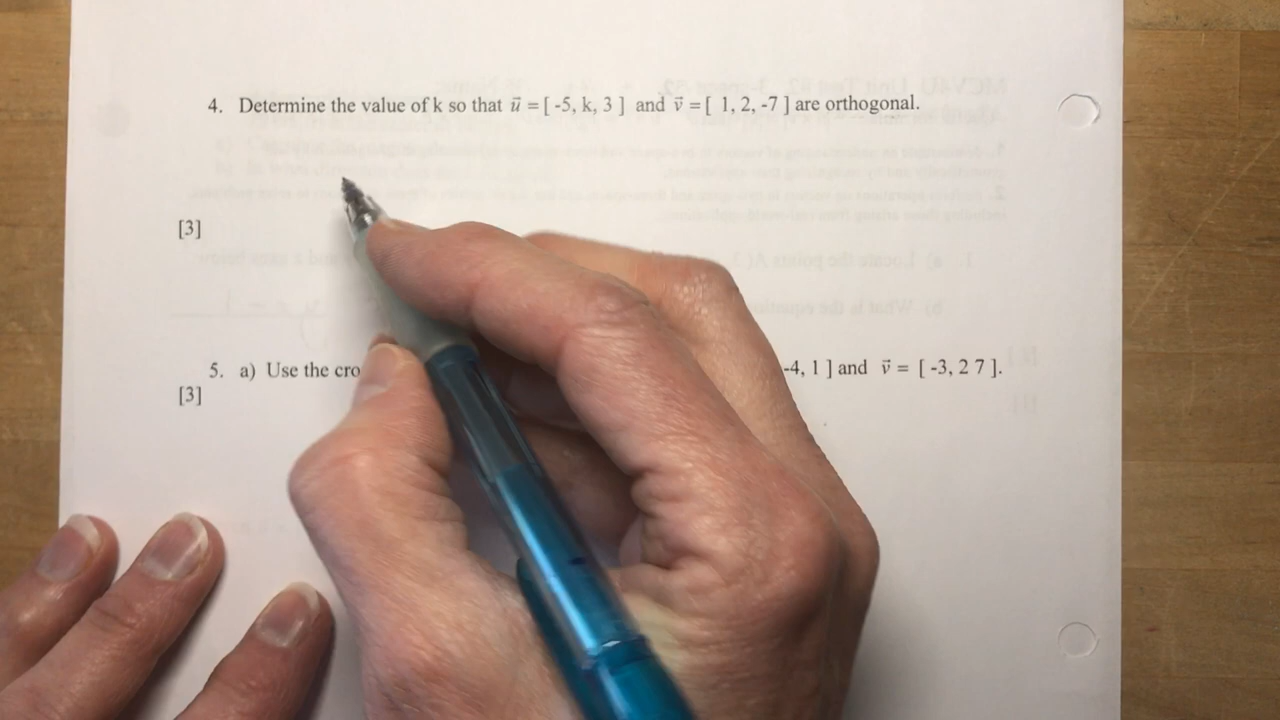 4. Determine the value of k so that u⃗ = [ -5, k, 3 ] and v⃗ = [ 1, 2, -7 ] are orthogonal.
[3]
5. a) Use the cro -4, 1 ] and v⃗ = [ -3, 2 7 ].
[3]